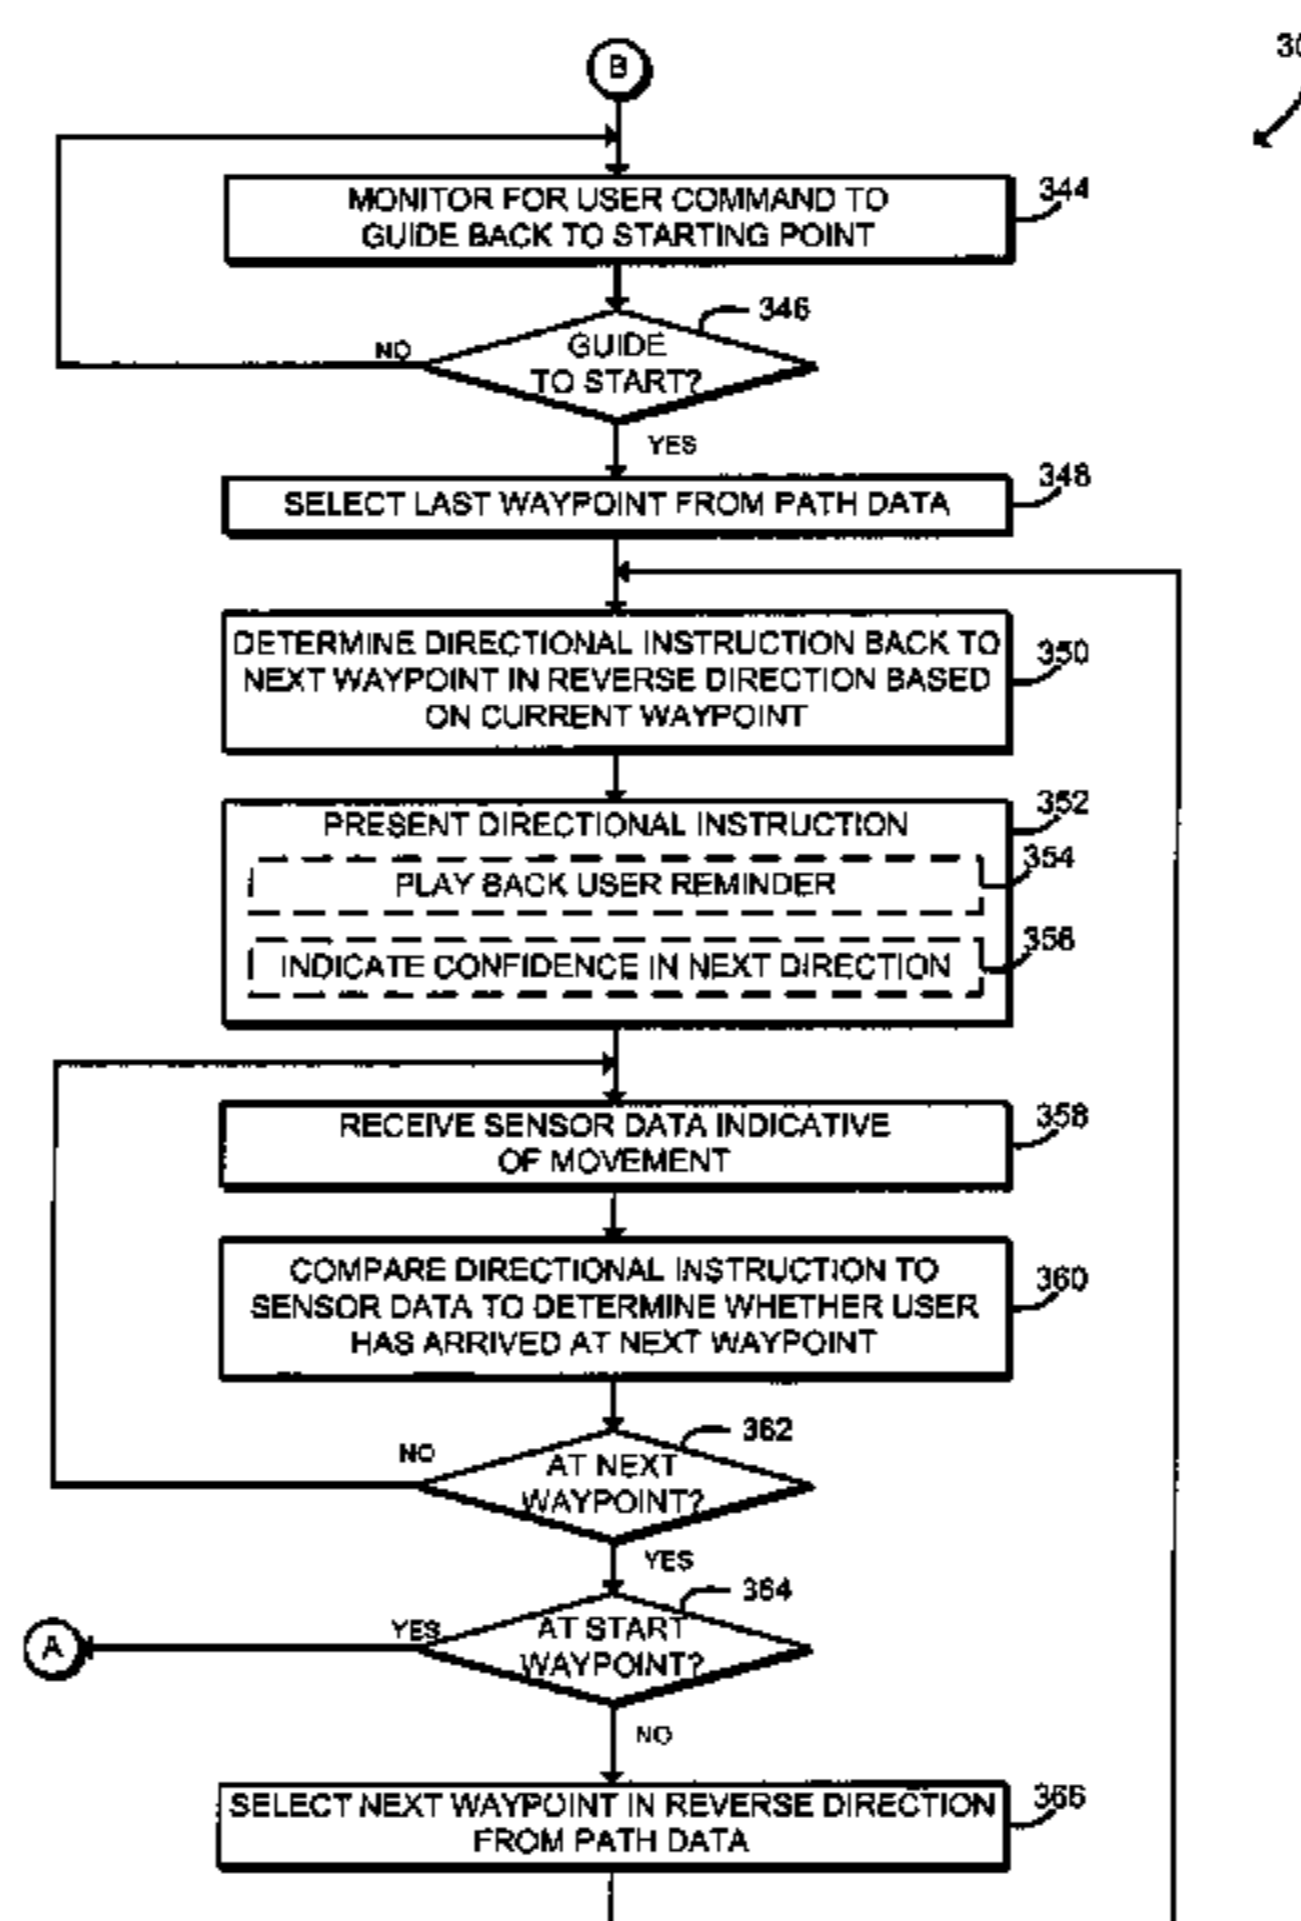 B
30
MONITOR FOR USER COMMAND TO
GUIDE BACK TO STARTING POINT
344
346
GUIDE
TO START?
NO
YES
348
SELECT LAST WAYPOINT FROM PATH DATA
DETERMINE DIRECTIONAL INSTRUCTION BACK TO
NEXT WAYPOINT IN REVERSE DIRECTION BASED
ON CURRENT WAYPOINT
350
352
PRESENT DIRECTIONAL INSTRUCTION
354
PLAY BACK USER REMINDER
356
INDICATE CONFIDENCE IN NEXT DIRECTION
358
RECEIVE SENSOR DATA INDICATIVE
OF MOVEMENT
COMPARE DIRECTIONAL INSTRUCTION TO
SENSOR DATA TO DETERMINE WHETHER USER
HAS ARRIVED AT NEXT WAYPOINT
360
362
NO
AT NEXT
WAYPOINT?
YES
364
YES
AT START
WAYPOINT?
A
NO
366
SELECT NEXT WAYPOINT IN REVERSE DIRECTION
FROM PATH DATA